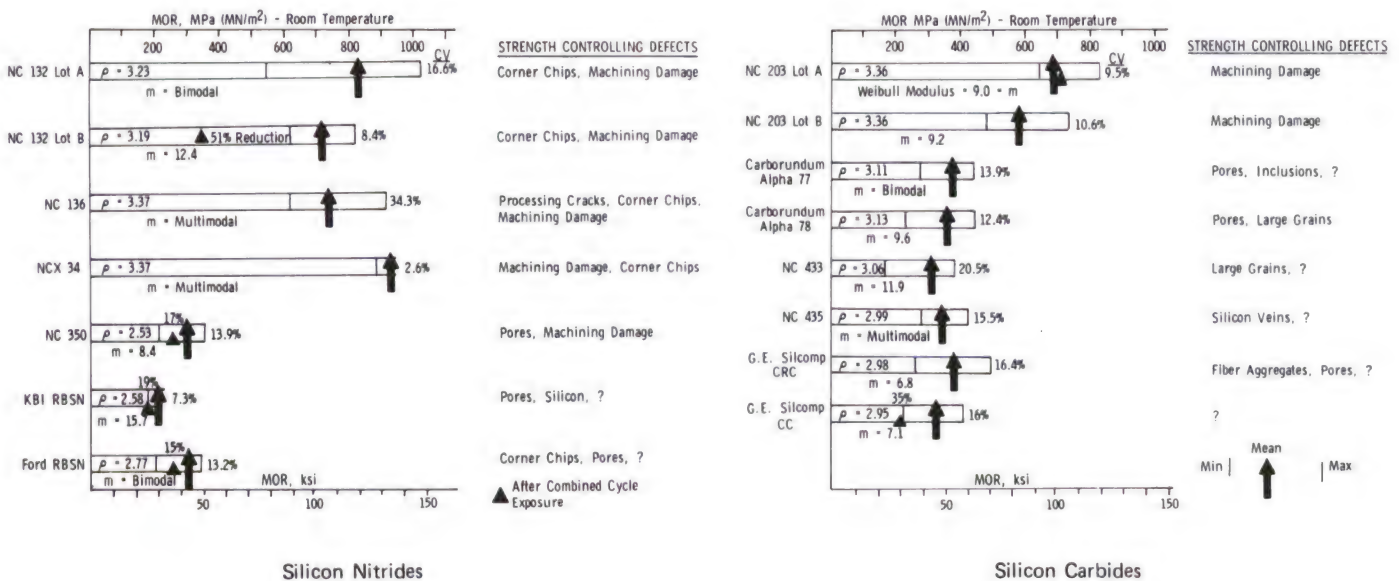 MOR, MPa (MN/m²) - Room Temperature
200 400 600 800 1000
CV
STRENGTH CONTROLLING DEFECTS
NC 132 Lot A
ρ = 3.23
16.6%
Corner Chips, Machining Damage
m = Bimodal
NC 132 Lot B
ρ = 3.19
51% Reduction
8.4%
Corner Chips, Machining Damage
m = 12.4
NC 136
ρ = 3.37
34.3%
Processing Cracks, Corner Chips,
Machining Damage
m = Multimodal
NCX 34
ρ = 3.37
2.6%
Machining Damage, Corner Chips
m = Multimodal
NC 350
17%
ρ = 2.53
13.9%
Pores, Machining Damage
m = 8.4
KBI RBSN
19%
ρ = 2.58
7.3%
Pores, Silicon, ?
m = 15.7
Ford RBSN
15%
ρ = 2.77
13.2%
Corner Chips, Pores, ?
m = Bimodal
MOR, ksi
After Combined Cycle
Exposure
50 100 150
Silicon Nitrides
MOR MPa (MN/m²) - Room Temperature
200 400 600 800 1000
CV
STRENGTH CONTROLLING DEFECTS
NC 203 Lot A
ρ = 3.36
9.5%
Machining Damage
Weibull Modulus = 9.0 = m
NC 203 Lot B
ρ = 3.36
10.6%
Machining Damage
m = 9.2
Carborundum
Alpha 77
ρ = 3.11
13.9%
Pores, Inclusions, ?
m = Bimodal
Carborundum
Alpha 78
ρ = 3.13
12.4%
Pores, Large Grains
m = 9.6
NC 433
ρ = 3.06
20.5%
Large Grains, ?
m = 11.9
NC 435
ρ = 2.99
15.5%
Silicon Veins, ?
m = Multimodal
G.E. Silcomp
CRC
ρ = 2.98
16.4%
Fiber Aggregates, Pores, ?
m = 6.8
G.E. Silcomp
CC
35%
ρ = 2.95
16%
?
m = 7.1
Mean
Min
Max
MOR, ksi
50 100 150
Silicon Carbides